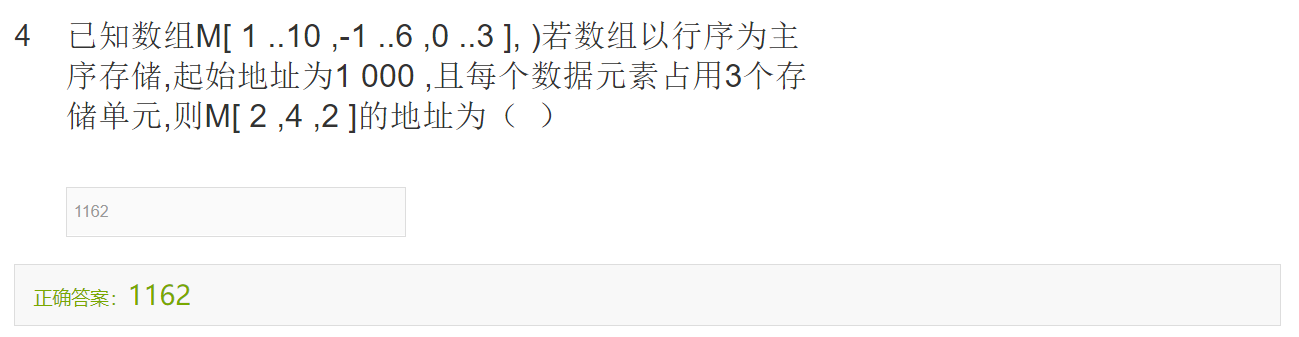 4 已知数组M[ 1 ..10 ,-1 ..6 ,0 ..3 ], )若数组以行序为主
序存储,起始地址为1 000 ,且每个数据元素占用3个存
储单元,则M[ 2 ,4 ,2 ]的地址为（ ）
1162
正确答案：1162